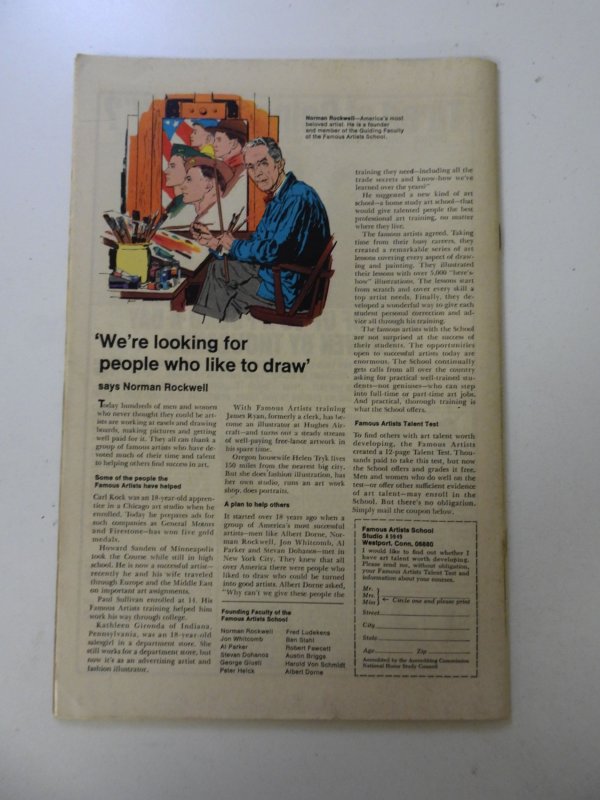 Norman Rockwell—America's most
beloved artist. He is a founder
and member of the Guiding Faculty
of the Famous Artists School.
'We're looking for
people who like to draw'
says Norman Rockwell
Today hundreds of men and women
who never thought they could be art-
ists are working at easels and drawing
boards, making pictures and getting
well paid for it. They all can thank a
group of famous artists who have de-
voted much of their time and talent
to helping others find success in art.
Some of the people the
Famous Artists have helped
Carl Kock was an 18-year-old appren-
tice in a Chicago art studio when he
enrolled. Today he prepares ads for
such companies as General Motors
and Firestone—has won five gold
medals.
Howard Sanden of Minneapolis
took the Course while still in high
school. He is now a successful artist—
recently he and his wife traveled
through Europe and the Middle East
on important art assignments.
Paul Sullivan enrolled at 14. His
Famous Artists training helped him
work his way through college.
Kathleen Gironda of Indiana,
Pennsylvania, was an 18-year-old
salesgirl in a department store. She
still works for a department store, but
now it's as an advertising artist and
fashion illustrator.
With Famous Artists training
James Ryan, formerly a clerk, has be-
come an illustrator at Hughes Air-
craft—and turns out a steady stream
of well-paying free-lance artwork in
his spare time.
Oregon housewife Helen Tryk lives
150 miles from the nearest big city.
But she does fashion illustration, has
her own studio, runs an art work
shop, does portraits.
A plan to help others
It started over 18 years ago when a
group of America's most successful
artists—men like Albert Dorne, Nor-
man Rockwell, Jon Whitcomb, Al
Parker and Stevan Dohanos—met in
New York City. They knew that all
over America there were people who
liked to draw who could be turned
into good artists. Albert Dorne asked,
"Why can't we give these people the
Founding Faculty of the
Famous Artists School
Norman Rockwell
Jon Whitcomb
Al Parker
Stevan Dohanos
George Giusti
Peter Helck
Fred Ludekens
Ben Stahl
Robert Fawcett
Austin Briggs
Harold Von Schmidt
Albert Dorne
training they need—including all the
trade secrets and know-how we've
learned over the years?"
He suggested a new kind of art
school—a home study art school—that
would give talented people the best
professional art training, no matter
where they live.
The famous artists agreed. Taking
time from their busy careers, they
created a remarkable series of art
lessons covering every aspect of draw-
ing and painting. They illustrated
their lessons with over 5,000 "here's-
how" illustrations. The lessons start
from scratch and cover every skill a
top artist needs. Finally, they de-
veloped a wonderful way to give each
student personal correction and ad-
vice all through his training.
The famous artists with the School
are not surprised at the success of
their students. The opportunities
open to successful artists today are
enormous. The School continually
gets calls from all over the country
asking for practical well-trained stu-
dents—not geniuses—who can step
into full-time or part-time art jobs.
And practical, thorough training is
what the School offers.
Famous Artists Talent Test
To find others with art talent worth
developing, the Famous Artists
created a 12-page Talent Test. Thou-
sands paid to take this test, but now
the School offers and grades it free.
Men and women who do well on the
test—or offer other sufficient evidence
of art talent—may enroll in the
School. But there's no obligation.
Simply mail the coupon below.
Famous Artists School
Studio
Westport, Conn. 06880
I would like to find out whether I
have art talent worth developing.
Please send me, without obligation,
your Famous Artists Talent Test and
information about your courses.
Mr.
Mrs.
Miss
Circle one and please print
Street
City
State
Age Zip
Accredited by the Accrediting Commission
National Home Study Council